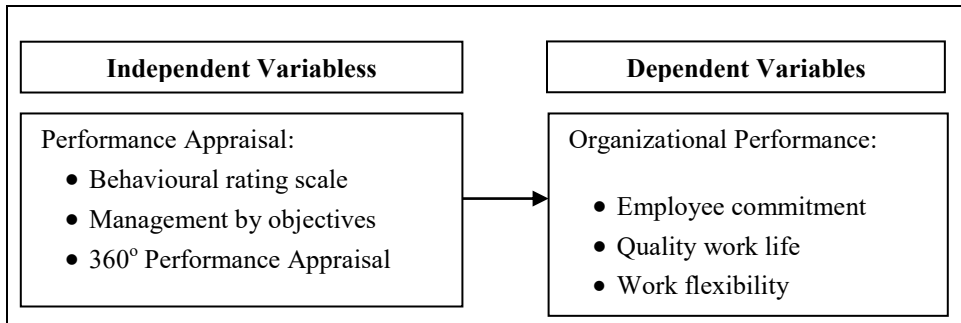 Independent Variabless
Dependent Variables
Performance Appraisal:
• Behavioural rating scale
• Management by objectives
• 360° Performance Appraisal
Organizational Performance:
• Employee commitment
• Quality work life
• Work flexibility